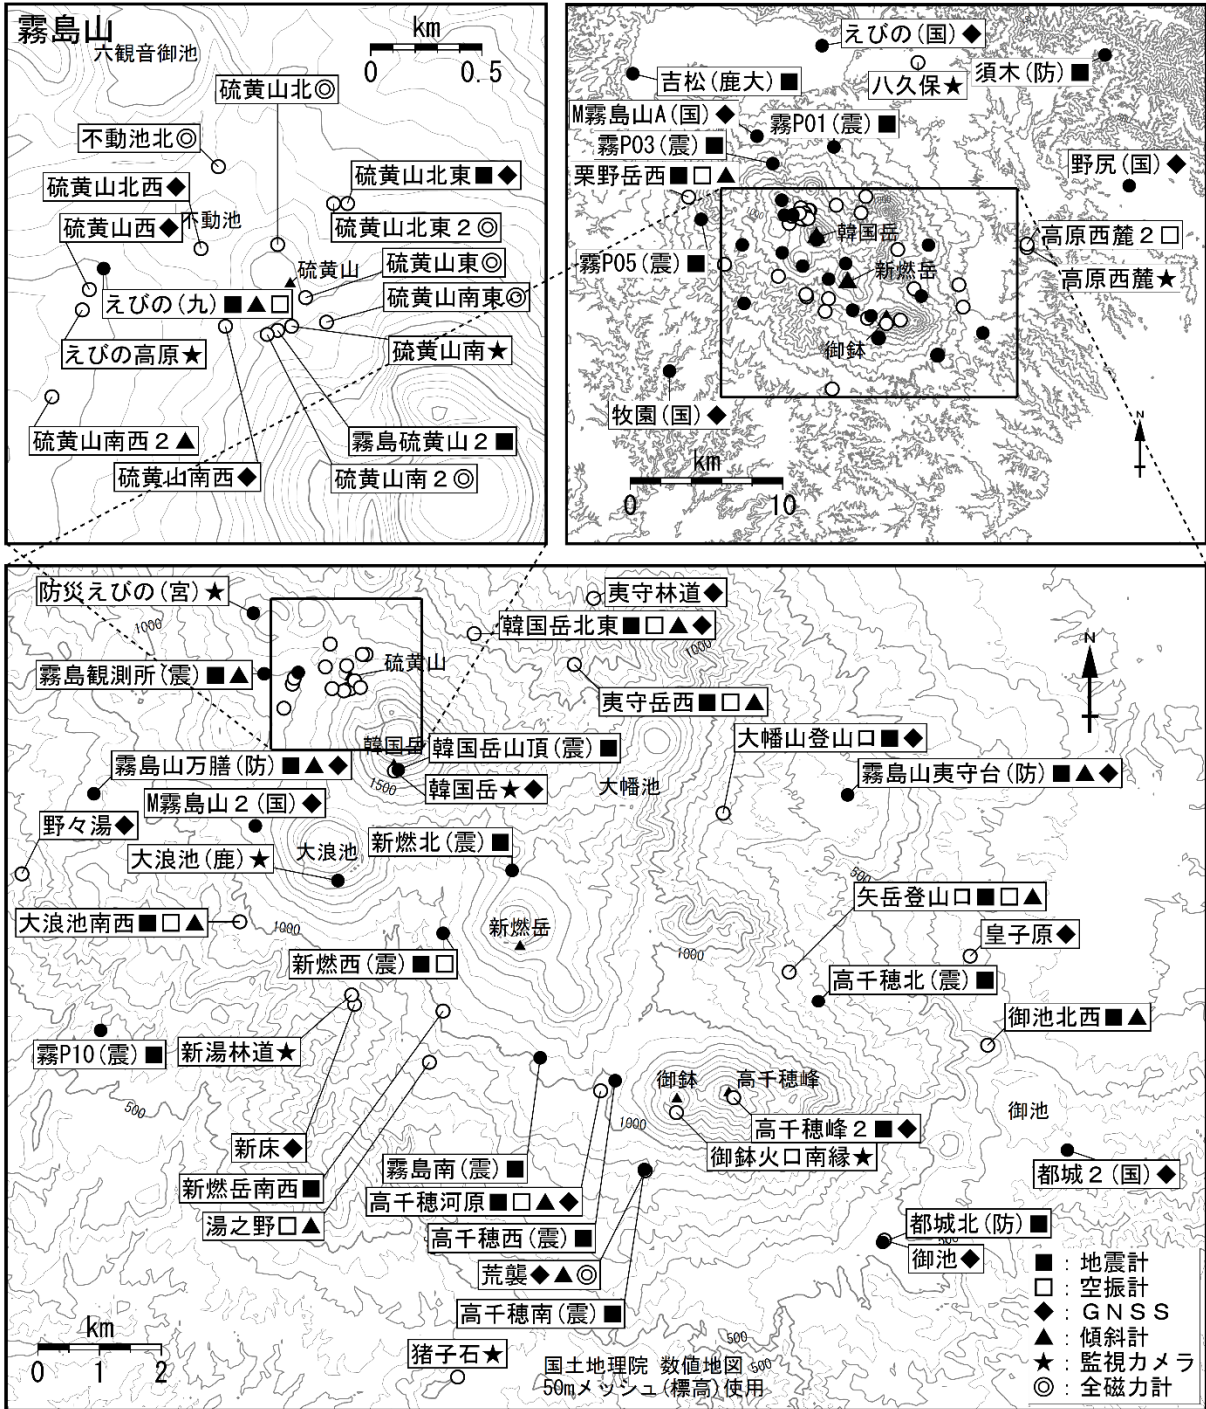 霧島山
六観音御池
km
0 0.5
硫黄山北◎
不動池北◎
硫黄山北西◆
不動池
硫黄山西◆
硫黄山北東■◆
硫黄山北東２◎
硫黄山
硫黄山東◎
硫黄山南東◎
えびの(九)■▲□
えびの高原★
硫黄山南★
硫黄山南西２▲
霧島硫黄山２■
硫黄山南西◆
硫黄山南２◎
えびの(国)◆
吉松(鹿大)■
八久保★
須木(防)■
M霧島山A(国)◆
霧P01(震)■
霧P03(震)■
栗野岳西■□▲
野尻(国)◆
1000
韓国岳
高原西麓２□
霧P05(震)■
新燃岳
高原西麓★
御鉢
牧園(国)◆
km
0 10
N
防災えびの(宮)★
1000
夷守林道◆
韓国岳北東■□▲◆
1000
N
霧島観測所(震)■▲
硫黄山
夷守岳西■□▲
韓国岳
韓国岳山頂(震)■
大幡山登山口■◆
霧島山万膳(防)■▲◆
1500
韓国岳★◆
大幡池
霧島山夷守台(防)■▲◆
M霧島山２(国)◆
野々湯◆
新燃北(震)■
大浪池
大浪池(鹿)★
500
矢岳登山口■□▲
大浪池南西■□▲
1000
新燃岳
皇子原◆
新燃西(震)■□
1000
高千穂北(震)■
御池北西■▲
霧P10(震)■
新湯林道★
500
御鉢
高千穂峰
御池
1000
高千穂峰２■◆
新床◆
霧島南(震)■
御鉢火口南縁★
都城２(国)◆
新燃岳南西■
高千穂河原■□▲◆
湯之野□▲
高千穂西(震)■
都城北(防)■
500
荒襲◆▲◎
御池◆
高千穂南(震)■
■：地震計
□：空振計
◆：ＧＮＳＳ
▲：傾斜計
★：監視カメラ
◎：全磁力計
km
0 1 2
猪子石★
500
国土地理院 数値地図
500
50mメッシュ(標高)使用